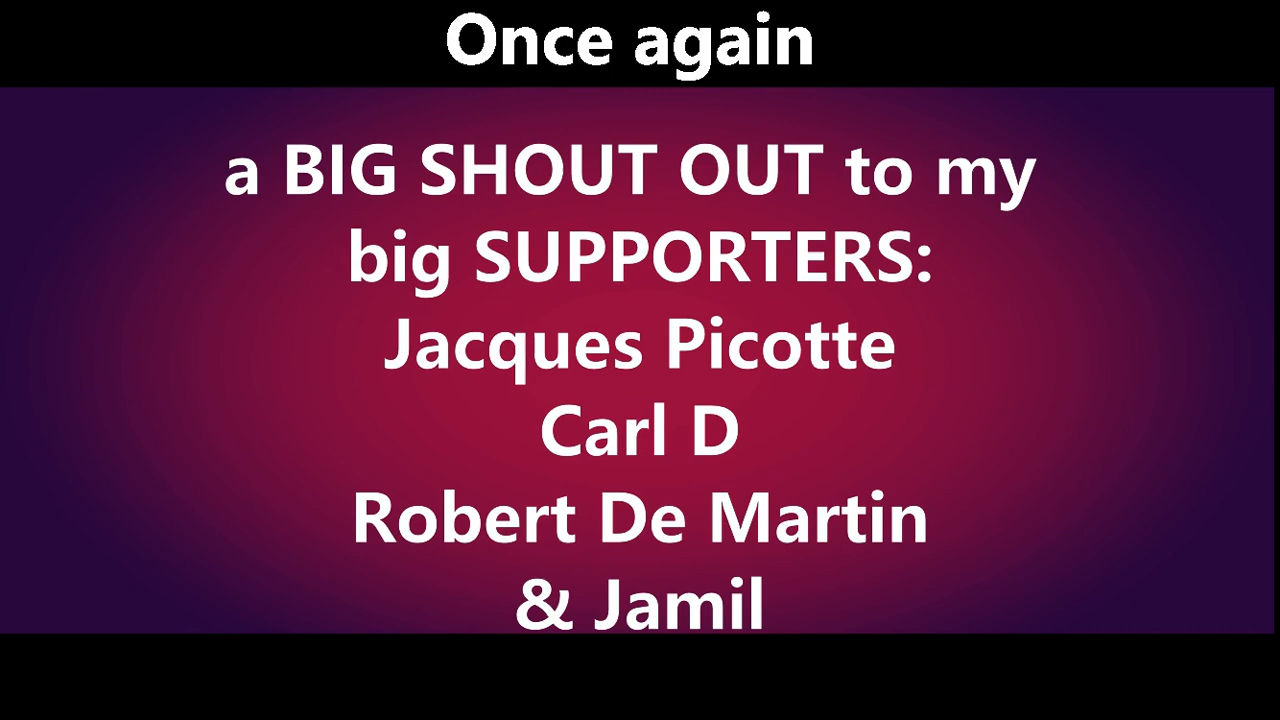 Once again
a BIG SHOUT OUT to my
big SUPPORTERS:
Jacques Picotte
Carl D
Robert De Martin
& Jamil